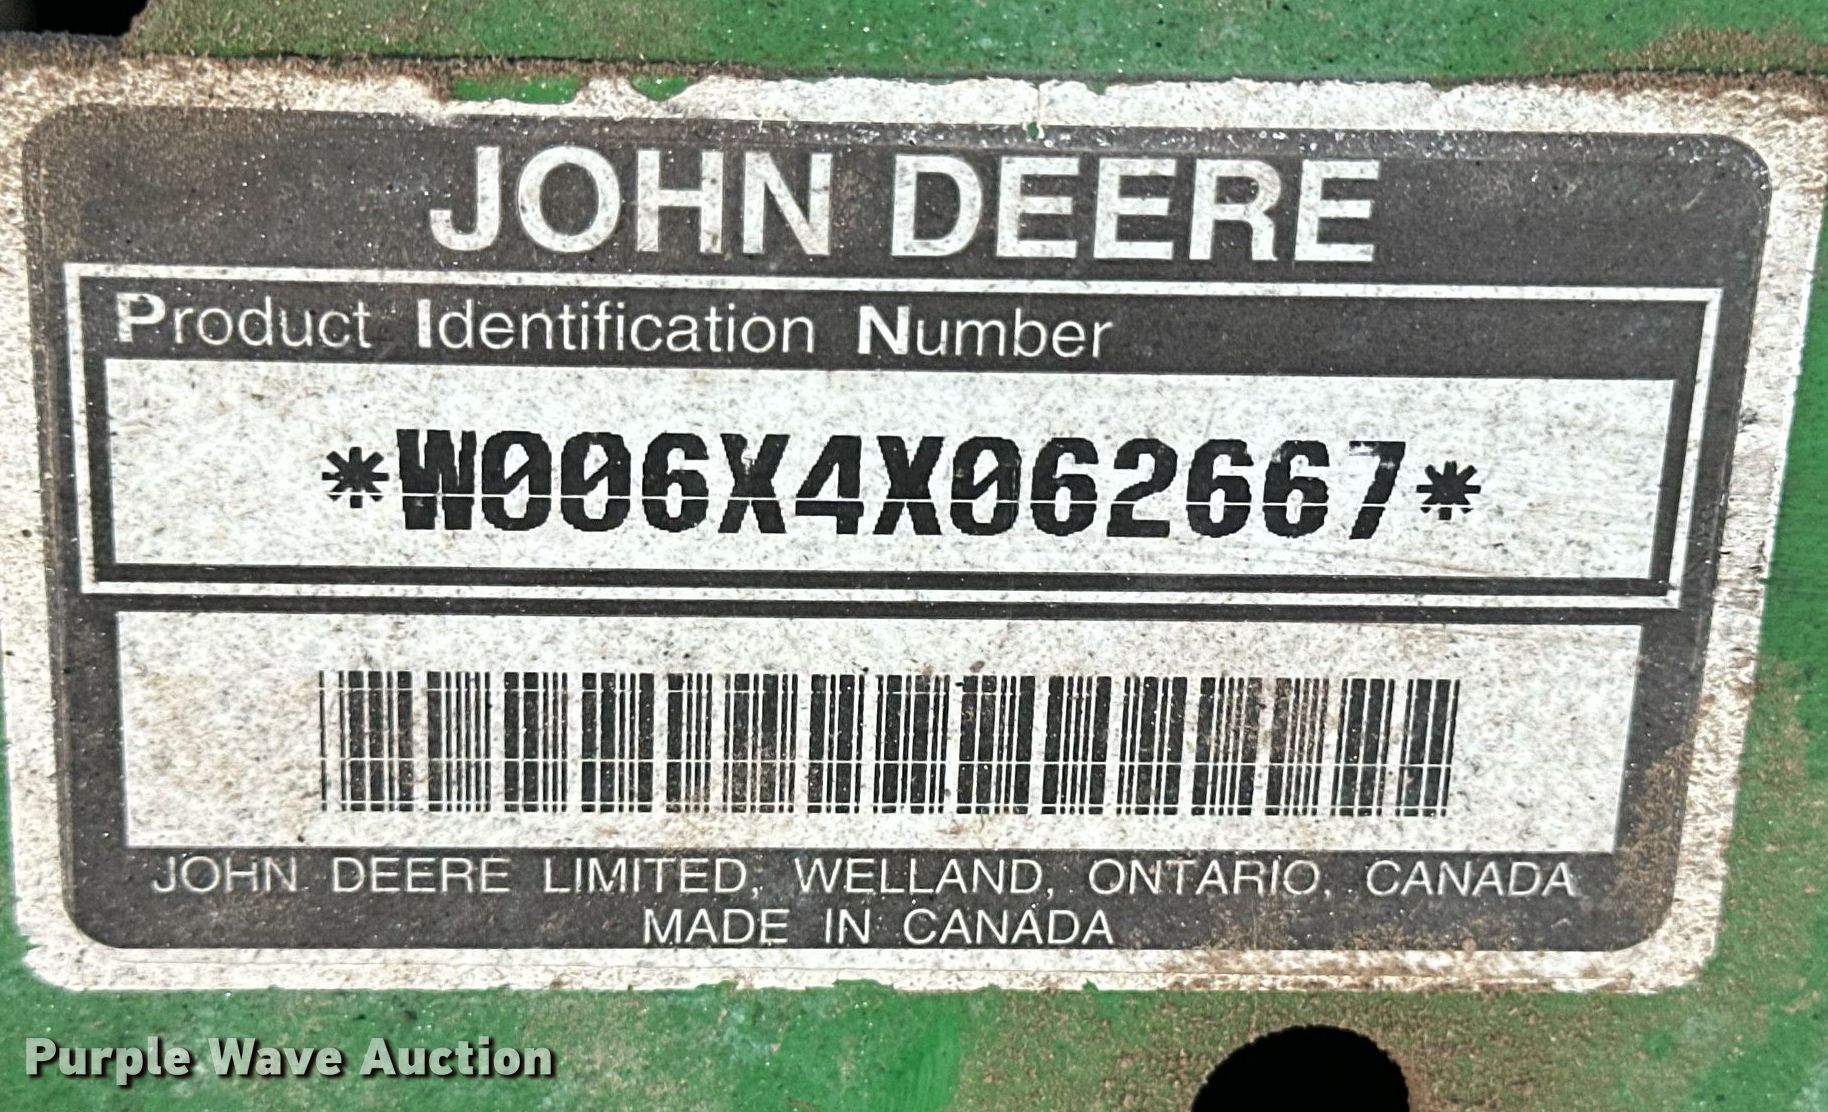 JOHN DEERE
Product Identification Number
*W006X4X062667*
JOHN DEERE LIMITED, WELLAND, ONTARIO, CANADA
MADE IN CANADA
Purple Wave Auction